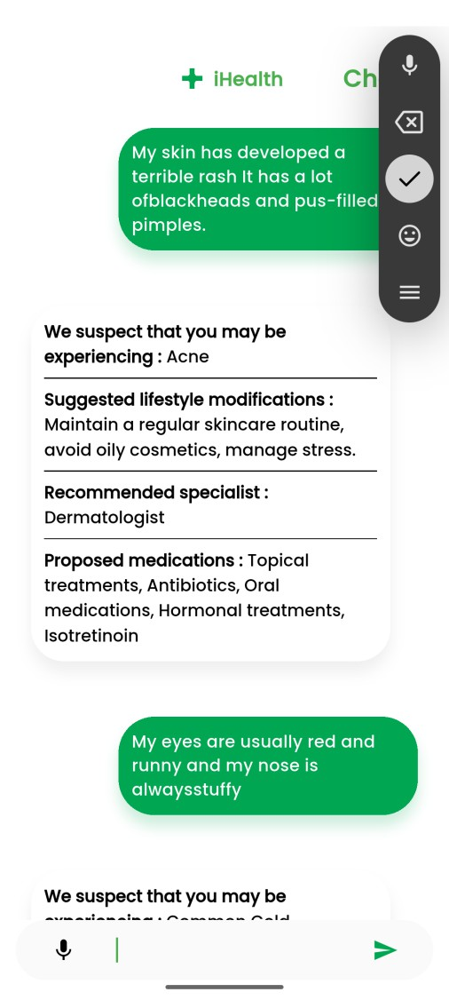 iHealth
Ch
My skin has developed a
terrible rash It has a lot
ofblackheads and pus-filled
pimples.
We suspect that you may be
experiencing : Acne
Suggested lifestyle modifications :
Maintain a regular skincare routine,
avoid oily cosmetics, manage stress.
Recommended specialist :
Dermatologist
Proposed medications : Topical
treatments, Antibiotics, Oral
medications, Hormonal treatments,
Isotretinoin
My eyes are usually red and
runny and my nose is
alwaysstuffy
We suspect that you may be
experiencing : Common Cold